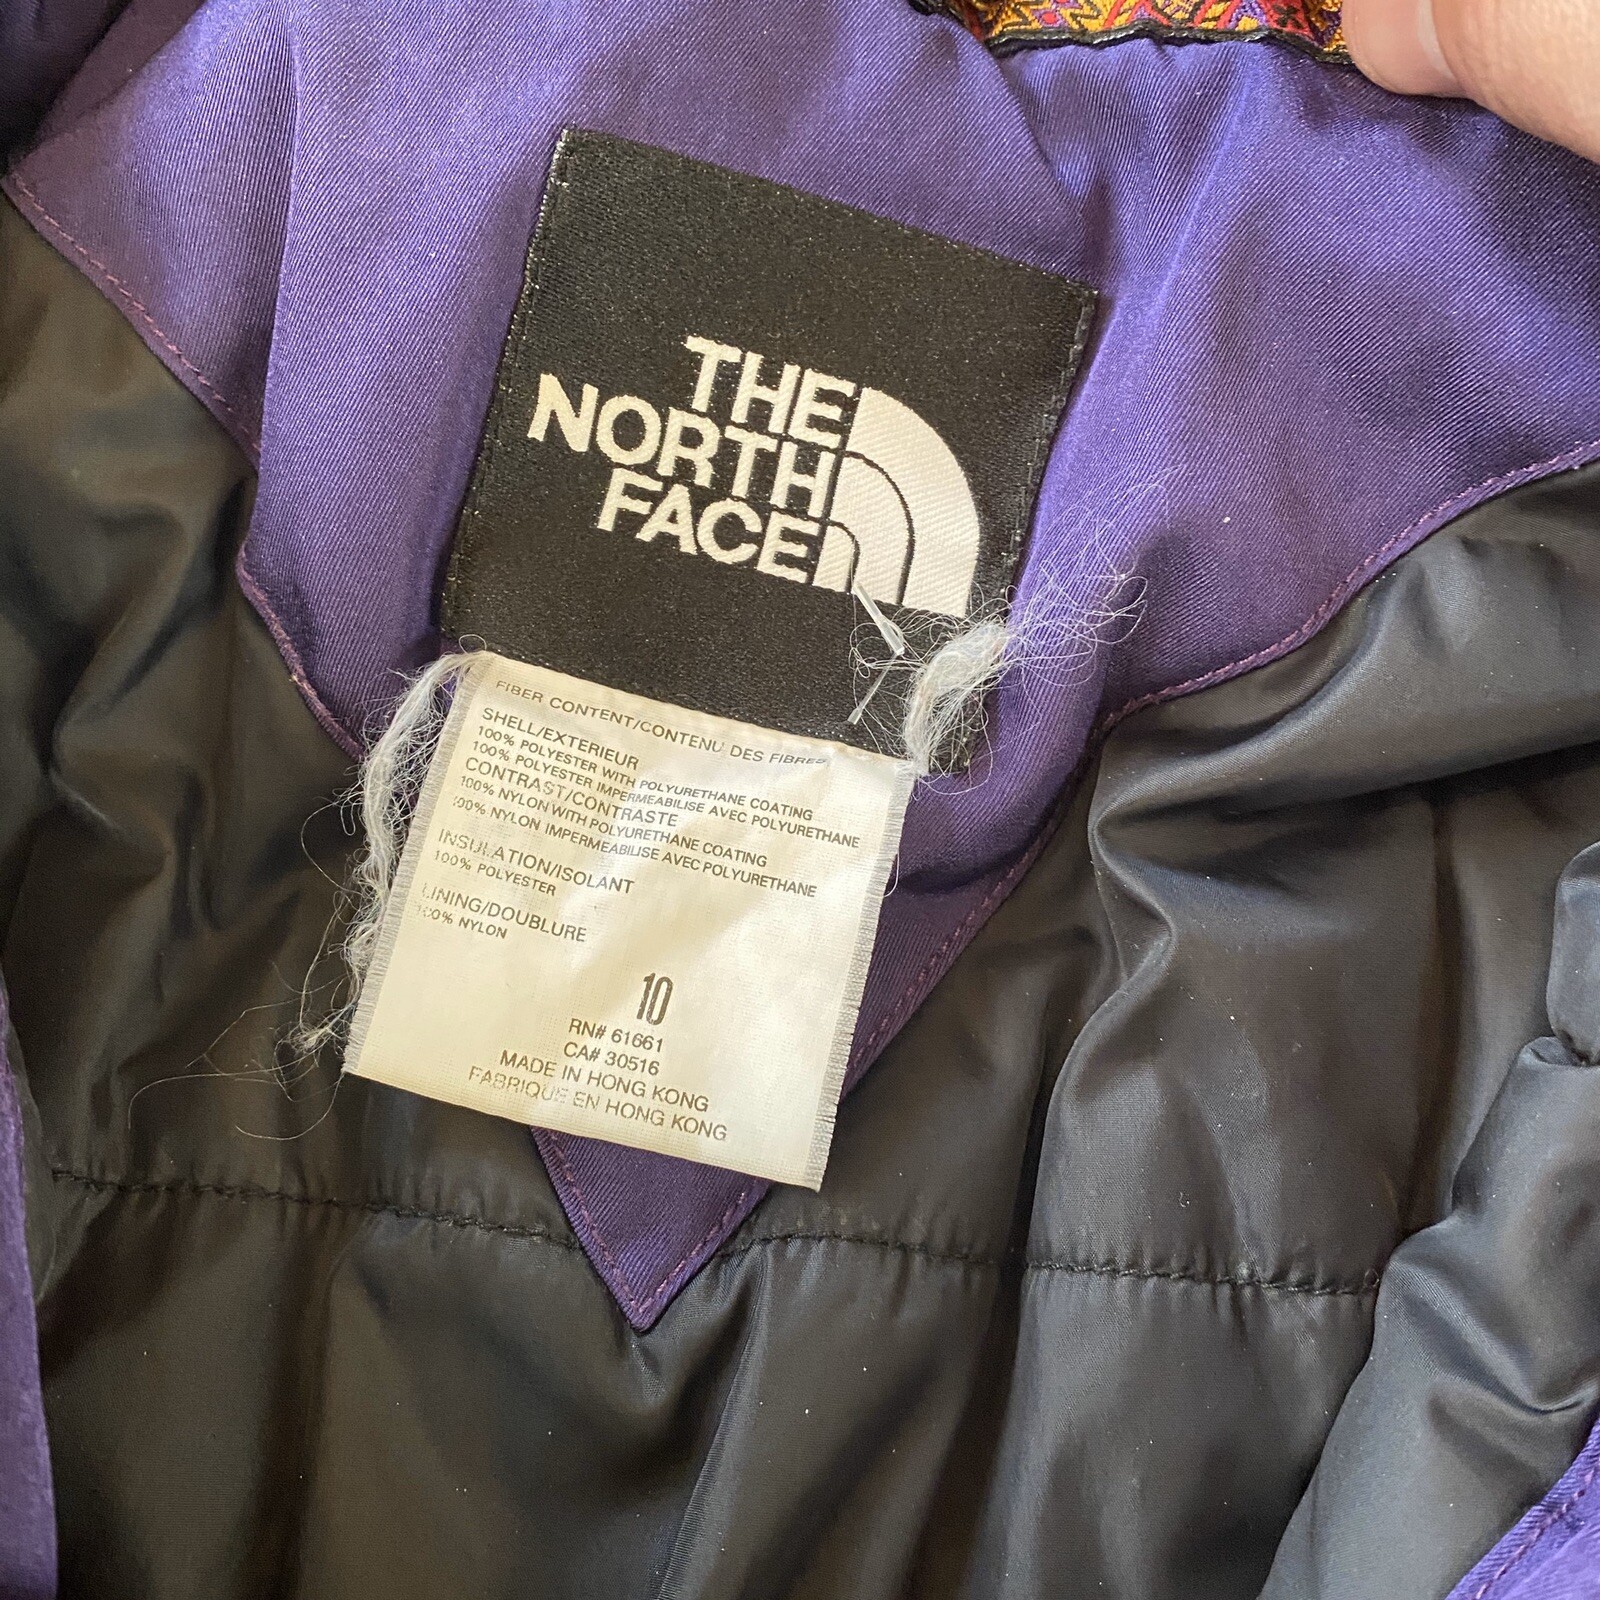 THE
NORTH
FACE
FIBER CONTENT/CONTENU DES FIBRES
SHELL/EXTERIEUR
100% POLYESTER WITH POLYURETHANE COATING
100% POLYESTER IMPERMEABILISE AVEC POLYURETHANE
CONTRAST/CONTRASTE
100% NYLON WITH POLYURETHANE COATING
100% NYLON IMPERMEABILISE AVEC POLYURETHANE
INSULATION/ISOLANT
100% POLYESTER
LINING/DOUBLURE
100% NYLON
10
RN# 61661
CA# 30516
MADE IN HONG KONG
FABRIQUE EN HONG KONG